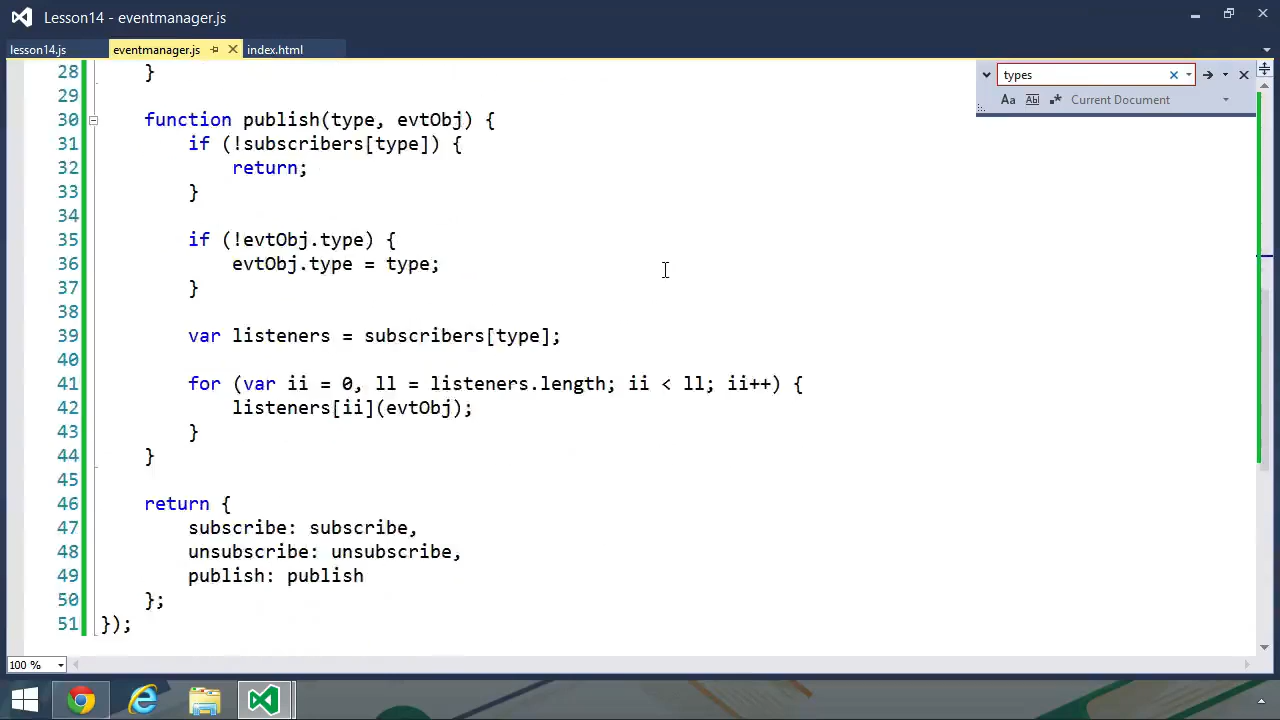 Lesson14 - eventmanager.js
lesson14.js eventmanager.js index.html
types
Aa Ab Current Document
28 }
29
30 function publish(type, evtObj) {
31 if (!subscribers[type]) {
32 return;
33 }
34
35 if (!evtObj.type) {
36 evtObj.type = type;
37 }
38
39 var listeners = subscribers[type];
40
41 for (var ii = 0, ll = listeners.length; ii < ll; ii++) {
42 listeners[ii](evtObj);
43 }
44 }
45
46 return {
47 subscribe: subscribe,
48 unsubscribe: unsubscribe,
49 publish: publish
50 };
51 });
100 %